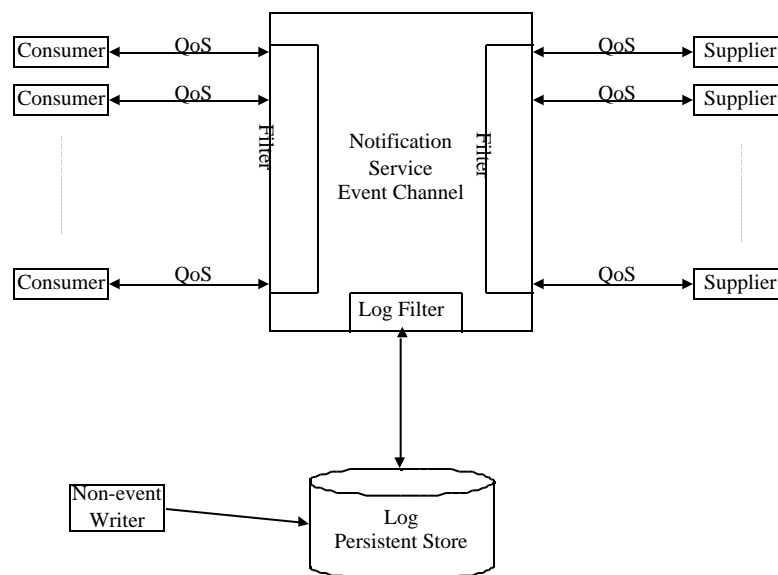 Consumer
QoS
QoS
Supplier
Consumer
QoS
QoS
Supplier
Filter
Notification
Service
Event Channel
Filter
Consumer
QoS
QoS
Supplier
Log Filter
Non-event
Writer
Log
Persistent Store